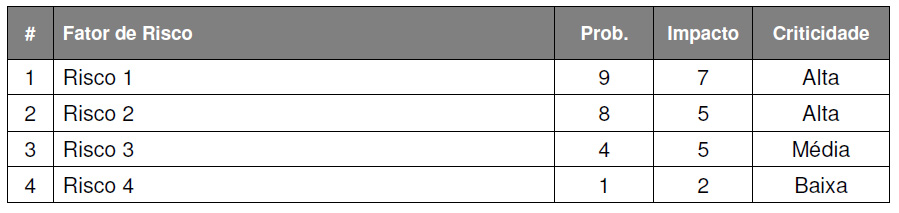 # Fator de Risco Prob. Impacto Criticidade
1 Risco 1 9 7 Alta
2 Risco 2 8 5 Alta
3 Risco 3 4 5 Média
4 Risco 4 1 2 Baixa